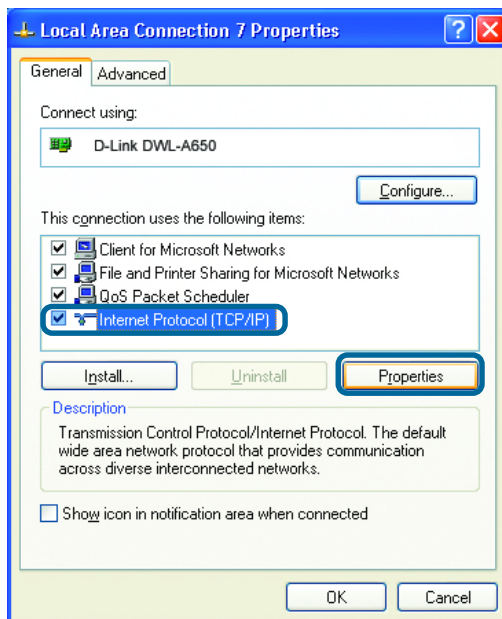 Local Area Connection 7 Properties
General Advanced
Connect using:
D-Link DWL-A650
Configure...
This connection uses the following items:
Client for Microsoft Networks
File and Printer Sharing for Microsoft Networks
QoS Packet Scheduler
Internet Protocol (TCP/IP)
Install... Uninstall Properties
Description
Transmission Control Protocol/Internet Protocol. The default
wide area network protocol that provides communication
across diverse interconnected networks.
Show icon in notification area when connected
OK Cancel